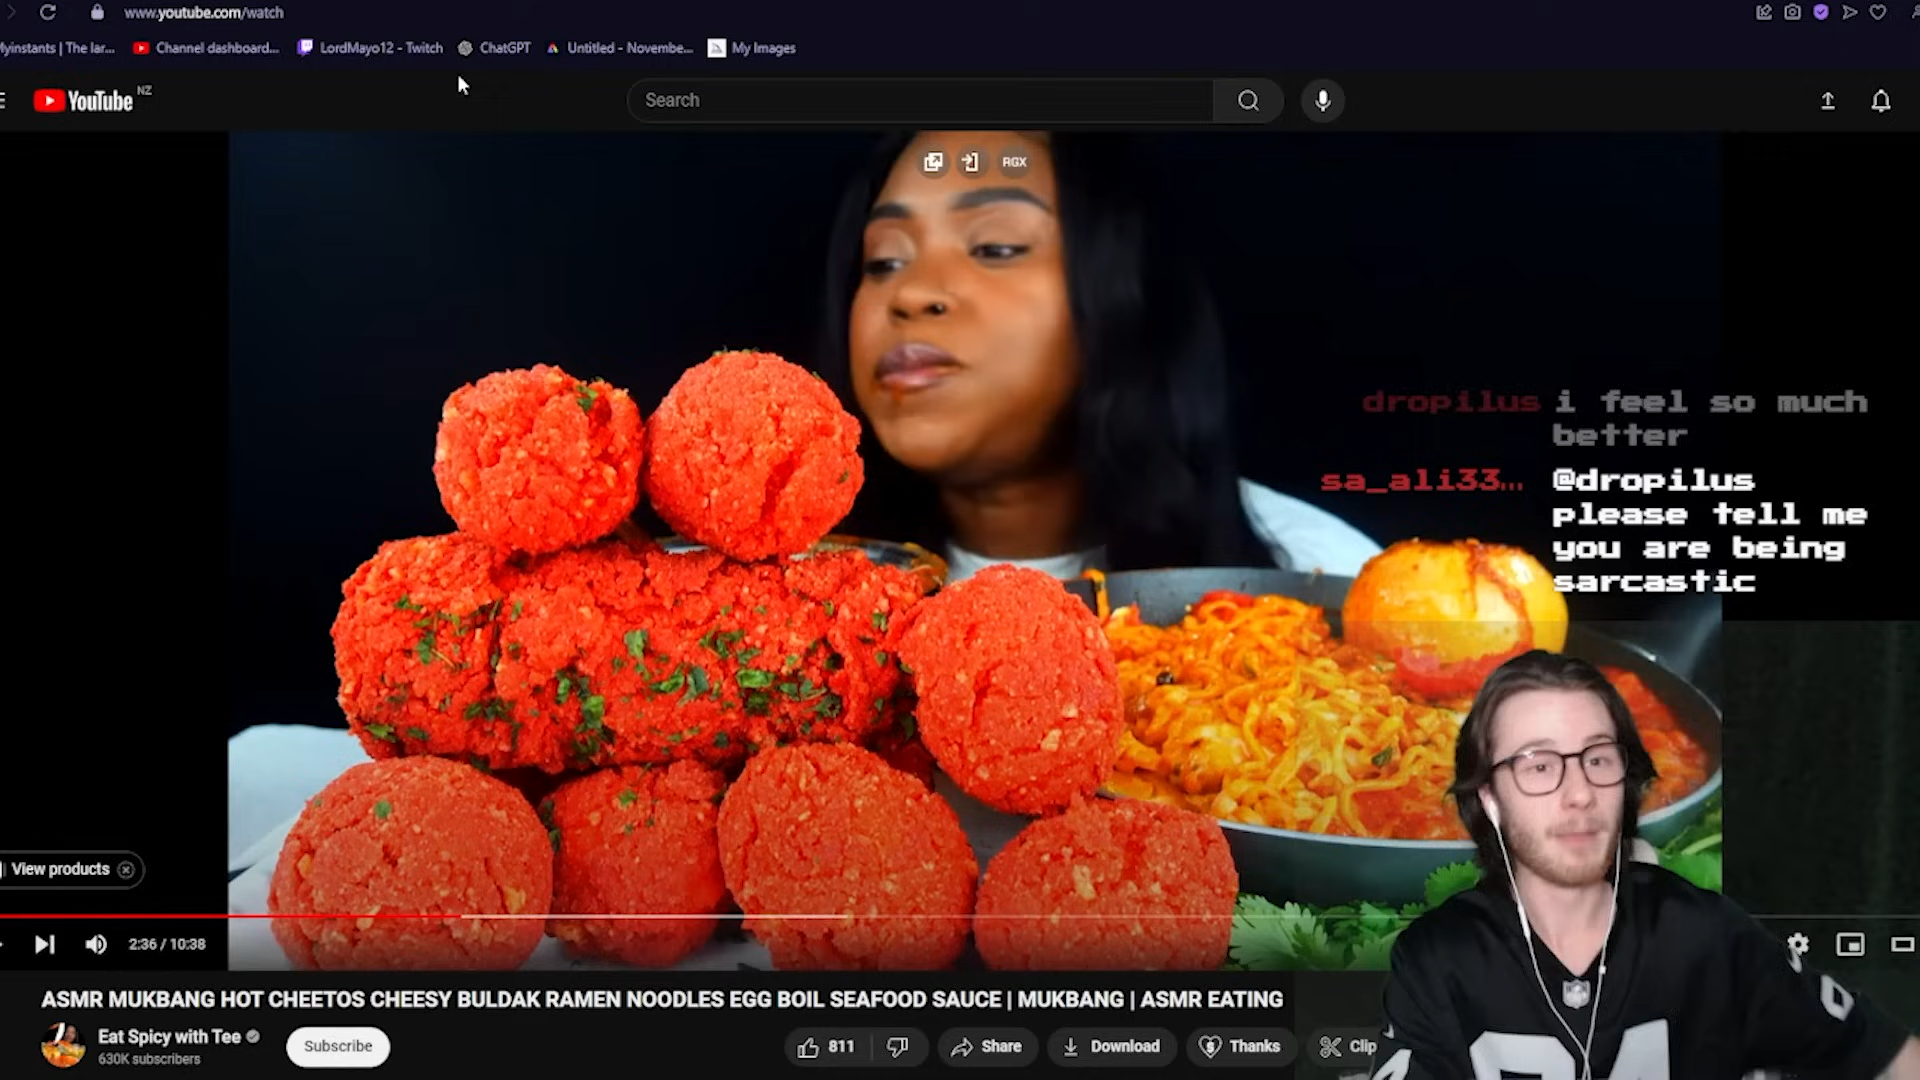 www.youtube.com/watch
Myinstants | The lar...
Channel dashboard...
LordMayo12 - Twitch
ChatGPT
Untitled - Novembe...
My Images
YouTube NZ
Search
RGX
dropilus i feel so much
better
sa_ali33... @dropilus
please tell me
you are being
sarcastic
View products
2:36 / 10:38
ASMR MUKBANG HOT CHEETOS CHEESY BULDAK RAMEN NOODLES EGG BOIL SEAFOOD SAUCE | MUKBANG | ASMR EATING
Eat Spicy with Tee
630K subscribers
Subscribe
811
Share
Download
Thanks
Clip